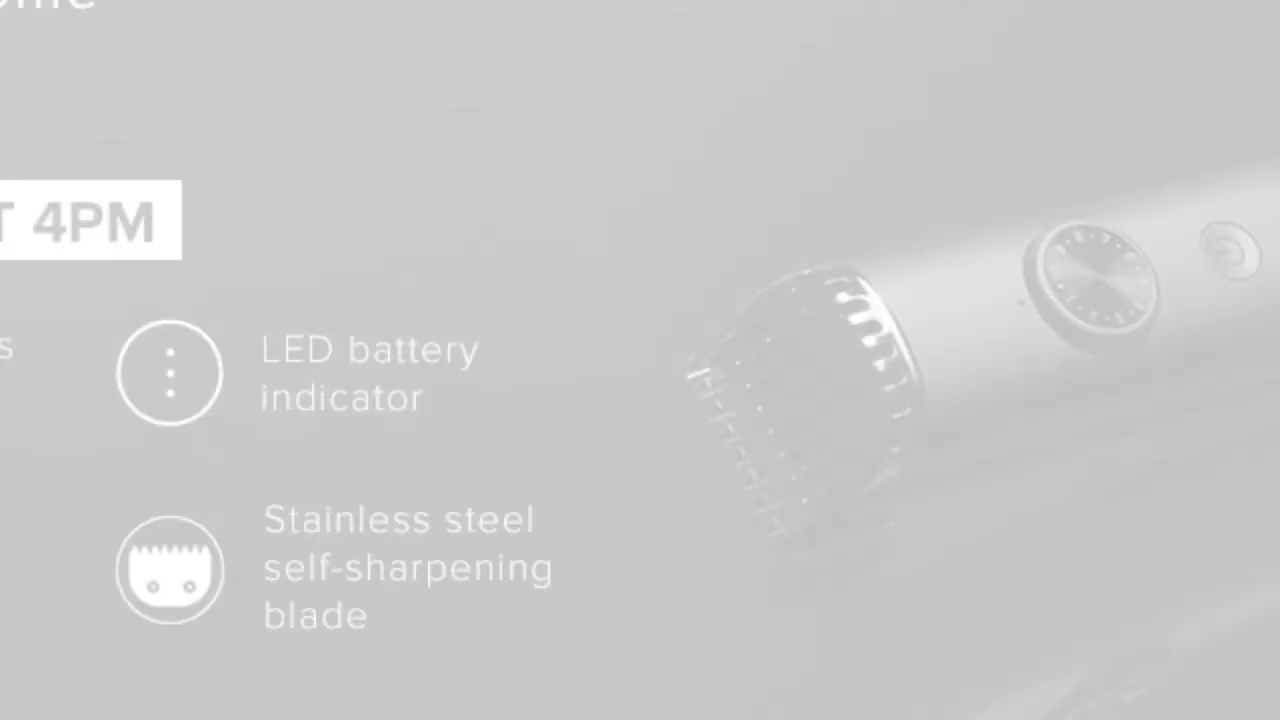 4PM
LED battery
indicator
Stainless steel
self-sharpening
blade